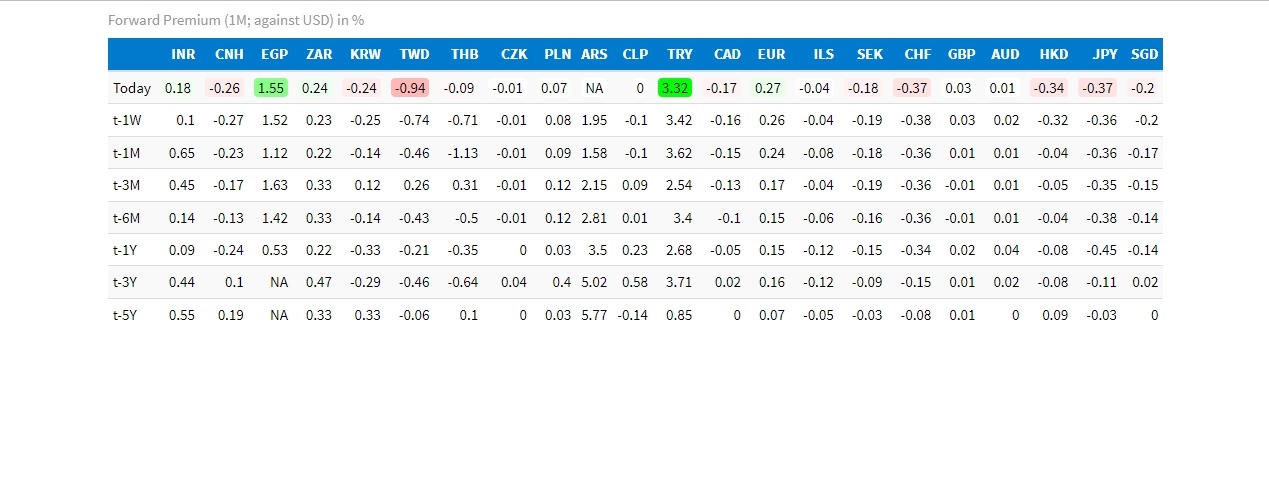 Forward Premium (1M; against USD) in %
INR CNH EGP ZAR KRW TWD THB CZK PLN ARS CLP TRY CAD EUR ILS SEK CHF GBP AUD HKD JPY SGD
Today 0.18 -0.26 1.55 0.24 -0.24 -0.94 -0.09 -0.01 0.07 NA 0 3.32 -0.17 0.27 -0.04 -0.18 -0.37 0.03 0.01 -0.34 -0.37 -0.2
t-1W 0.1 -0.27 1.52 0.23 -0.25 -0.74 -0.71 -0.01 0.08 1.95 -0.1 3.42 -0.16 0.26 -0.04 -0.19 -0.38 0.03 0.02 -0.32 -0.36 -0.2
t-1M 0.65 -0.23 1.12 0.22 -0.14 -0.46 -1.13 -0.01 0.09 1.58 -0.1 3.62 -0.15 0.24 -0.08 -0.18 -0.36 0.01 0.01 -0.04 -0.36 -0.17
t-3M 0.45 -0.17 1.63 0.33 0.12 0.26 0.31 -0.01 0.12 2.15 0.09 2.54 -0.13 0.17 -0.04 -0.19 -0.36 -0.01 0.01 -0.05 -0.35 -0.15
t-6M 0.14 -0.13 1.42 0.33 -0.14 -0.43 -0.5 -0.01 0.12 2.81 0.01 3.4 -0.1 0.15 -0.06 -0.16 -0.36 -0.01 0.01 -0.04 -0.38 -0.14
t-1Y 0.09 -0.24 0.53 0.22 -0.33 -0.21 -0.35 0 0.03 3.5 0.23 2.68 -0.05 0.15 -0.12 -0.15 -0.34 0.02 0.04 -0.08 -0.45 -0.14
t-3Y 0.44 0.1 NA 0.47 -0.29 -0.46 -0.64 0.04 0.4 5.02 0.58 3.71 0.02 0.16 -0.12 -0.09 -0.15 0.01 0.02 -0.08 -0.11 0.02
t-5Y 0.55 0.19 NA 0.33 0.33 -0.06 0.1 0 0.03 5.77 -0.14 0.85 0 0.07 -0.05 -0.03 -0.08 0.01 0 0.09 -0.03 0